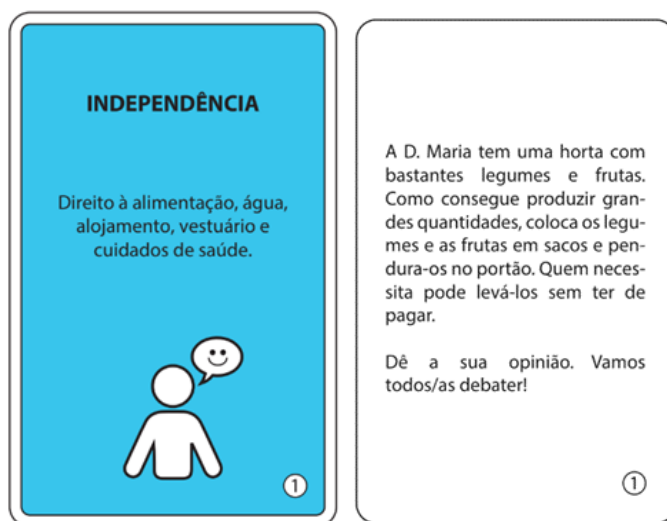 INDEPENDÊNCIA
Direito à alimentação, água,
alojamento, vestuário e
cuidados de saúde.
1
A D. Maria tem uma horta com
bastantes legumes e frutas.
Como consegue produzir gran-
des quantidades, coloca os legu-
mes e as frutas em sacos e pen-
dura-os no portão. Quem neces-
sita pode levá-los sem ter de
pagar.
Dê a sua opinião. Vamos
todos/as debater!
1